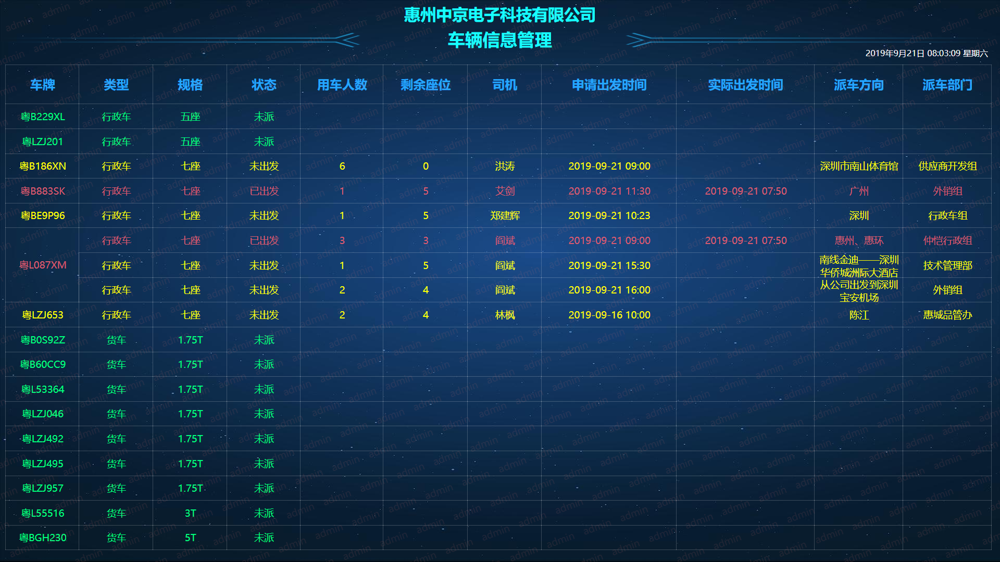 惠州中京电子科技有限公司
车辆信息管理
2019年9月21日 08:03:09 星期六
车牌 类型 规格 状态 用车人数 剩余座位 司机 申请出发时间 实际出发时间 派车方向 派车部门
粤B229XL 行政车 五座 未派
粤LZJ201 行政车 五座 未派
粤B186XN 行政车 七座 未出发 6 0 洪涛 2019-09-21 09:00 深圳市南山体育馆 供应商开发组
粤B883SK 行政车 七座 已出发 1 5 艾剑 2019-09-21 11:30 2019-09-21 07:50 广州 外销组
粤BE9P96 行政车 七座 未出发 1 5 郑建辉 2019-09-21 10:23 深圳 行政车组
行政车 七座 已出发 3 3 阎斌 2019-09-21 09:00 2019-09-21 07:50 惠州、惠环 仲恺行政组
粤L087XM 行政车 七座 未出发 1 5 阎斌 2019-09-21 15:30 南线金迪——深圳
华侨城洲际大酒店 技术管理部
行政车 七座 未出发 2 4 阎斌 2019-09-21 16:00 从公司出发到深圳
宝安机场 外销组
粤LZJ653 行政车 七座 未出发 2 4 林枫 2019-09-16 10:00 陈江 惠城品管办
粤B0S92Z 货车 1.75T 未派
粤B60CC9 货车 1.75T 未派
粤L53364 货车 1.75T 未派
粤LZJ046 货车 1.75T 未派
粤LZJ492 货车 1.75T 未派
粤LZJ495 货车 1.75T 未派
粤LZJ957 货车 1.75T 未派
粤L55516 货车 3T 未派
粤BGH230 货车 5T 未派
admin